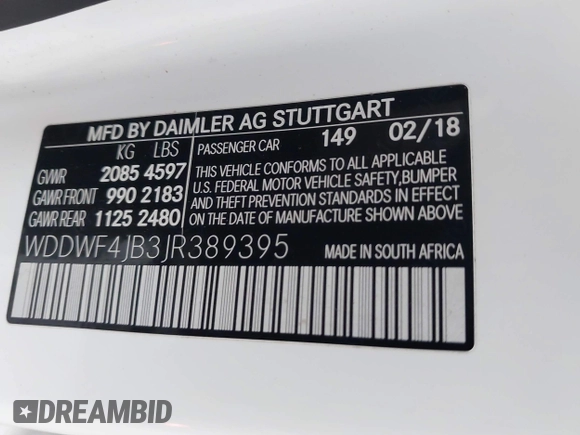 MFD BY DAIMLER AG STUTTGART
KG LBS
GVWR 2085 4597
GAWR FRONT 990 2183
GAWR REAR 1125 2480
PASSENGER CAR 149 02/18
THIS VEHICLE CONFORMS TO ALL APPLICABLE
U.S. FEDERAL MOTOR VEHICLE SAFETY,BUMPER
AND THEFT PREVENTION STANDARDS IN EFFECT
ON THE DATE OF MANUFACTURE SHOWN ABOVE
WDDWF4JB3JR389395 MADE IN SOUTH AFRICA
DREAMBID